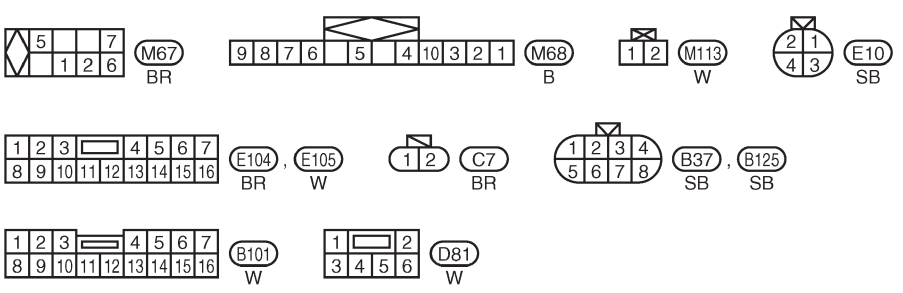 5 7
1 2 6
M67
BR
9 8 7 6 5 4 10 3 2 1
M68
B
1 2
M113
W
2 1
4 3
E10
SB
1 2 3 4 5 6 7
8 9 10 11 12 13 14 15 16
E104 , E105
BR W
1 2
C7
BR
1 2 3 4
5 6 7 8
B37 , B125
SB SB
1 2 3 4 5 6 7
8 9 10 11 12 13 14 15 16
B101
W
1 2
3 4 5 6
D81
W